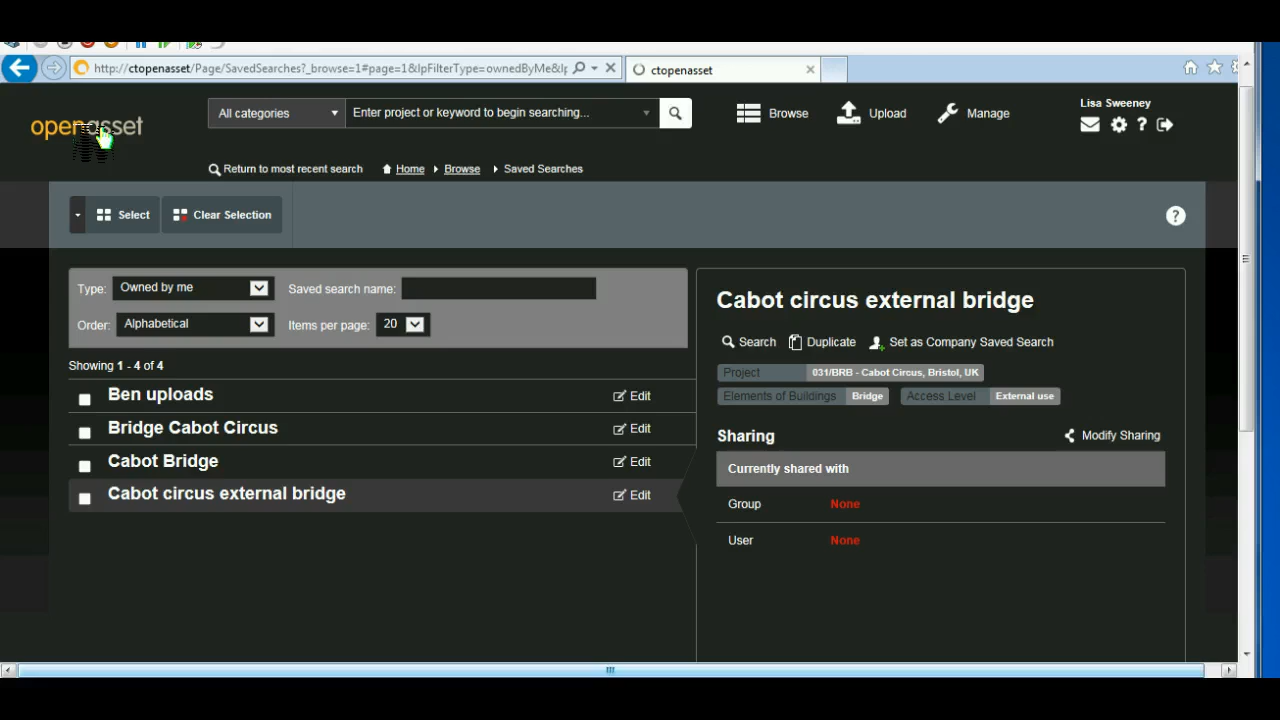 http://ctopenasset/Page/SavedSearches?_browse=1#page=1&lpFilterType=ownedByMe&lp
ctopenasset
openasset
All categories
Enter project or keyword to begin searching...
Browse
Upload
Manage
Lisa Sweeney
?
Return to most recent search
Home
Browse
Saved Searches
Select
Clear Selection
?
Type:
Owned by me
Saved search name:
Order:
Alphabetical
Items per page:
20
Showing 1 - 4 of 4
Ben uploads
Edit
Bridge Cabot Circus
Edit
Cabot Bridge
Edit
Cabot circus external bridge
Edit
Cabot circus external bridge
Search
Duplicate
Set as Company Saved Search
Project
031/BRB - Cabot Circus, Bristol, UK
Elements of Buildings
Bridge
Access Level
External use
Sharing
Modify Sharing
Currently shared with
Group
None
User
None